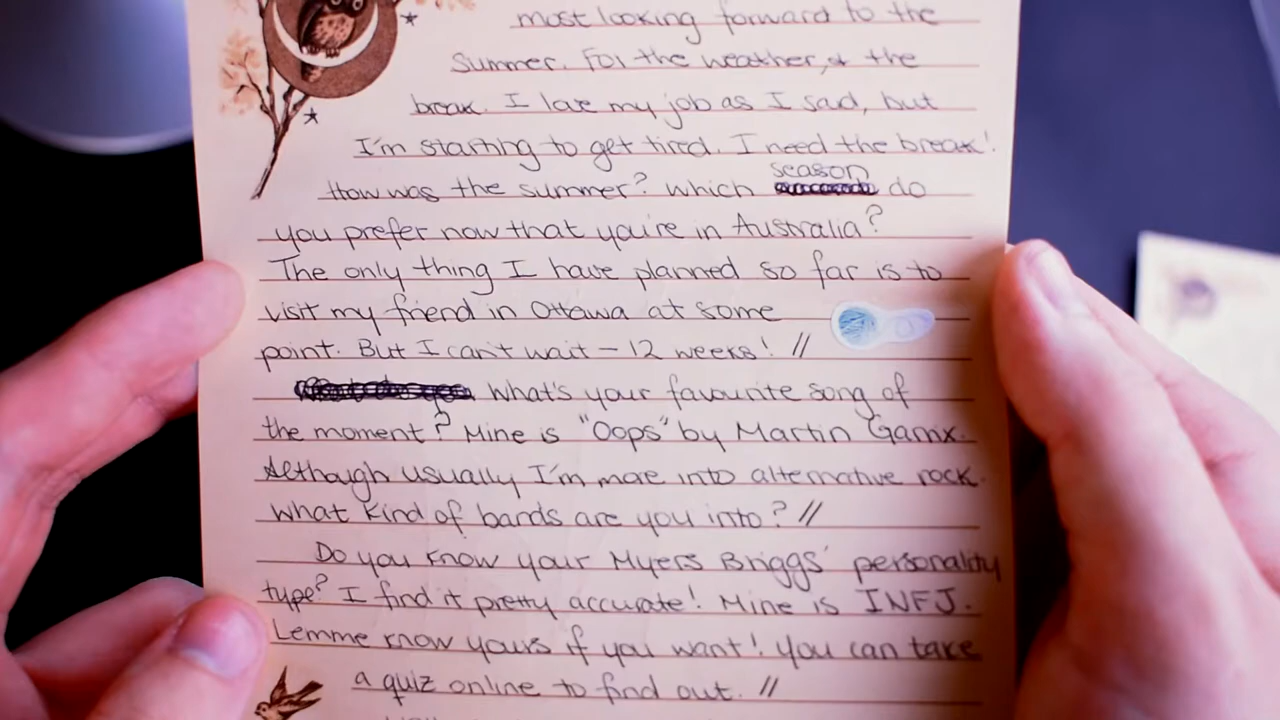 most looking forward to the
Summer. For the weather, & the
break. I love my job as I said, but
I'm starting to get tired. I need the break!
How was the summer? Which season do
you prefer now that you're in Australia?
The only thing I have planned so far is to
visit my friend in Ottawa at some
point. But I can't wait – 12 weeks! //
What's your favourite song of
the moment? Mine is "Oops" by Martin Garrix.
Although usually I'm more into alternative rock.
What kind of bands are you into? //
Do you know your Myers Briggs' personality
type? I find it pretty accurate! Mine is INFJ.
Lemme know yours if you want! You can take
a quiz online to find out. //